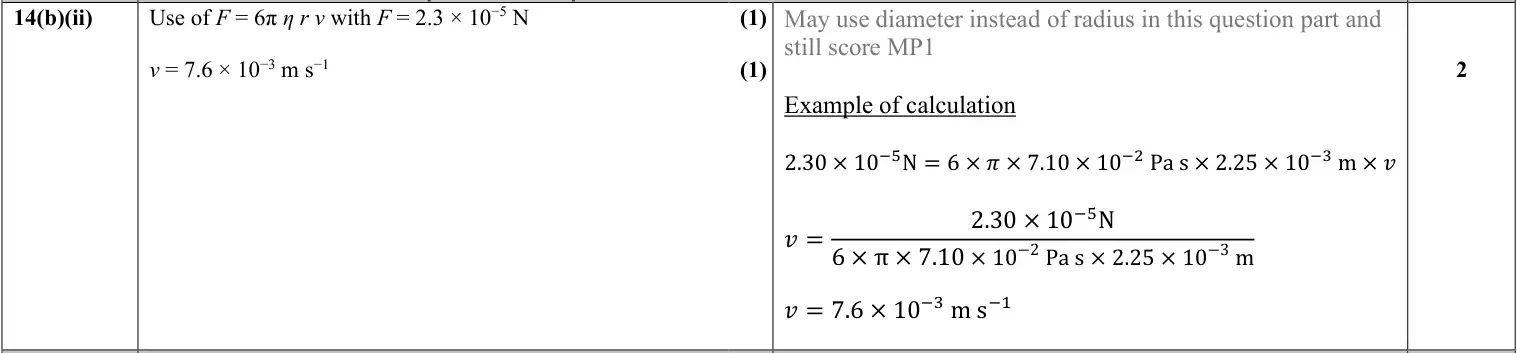 14(b)(ii)
Use of F = 6π η r v with F = 2.3 × 10⁻⁵ N (1)
v = 7.6 × 10⁻³ m s⁻¹ (1)
May use diameter instead of radius in this question part and
still score MP1
Example of calculation
2.30 × 10⁻⁵N = 6 × π × 7.10 × 10⁻² Pa s × 2.25 × 10⁻³ m × v
v = 2.30 × 10⁻⁵N / 6 × π × 7.10 × 10⁻² Pa s × 2.25 × 10⁻³ m
v = 7.6 × 10⁻³ m s⁻¹
2